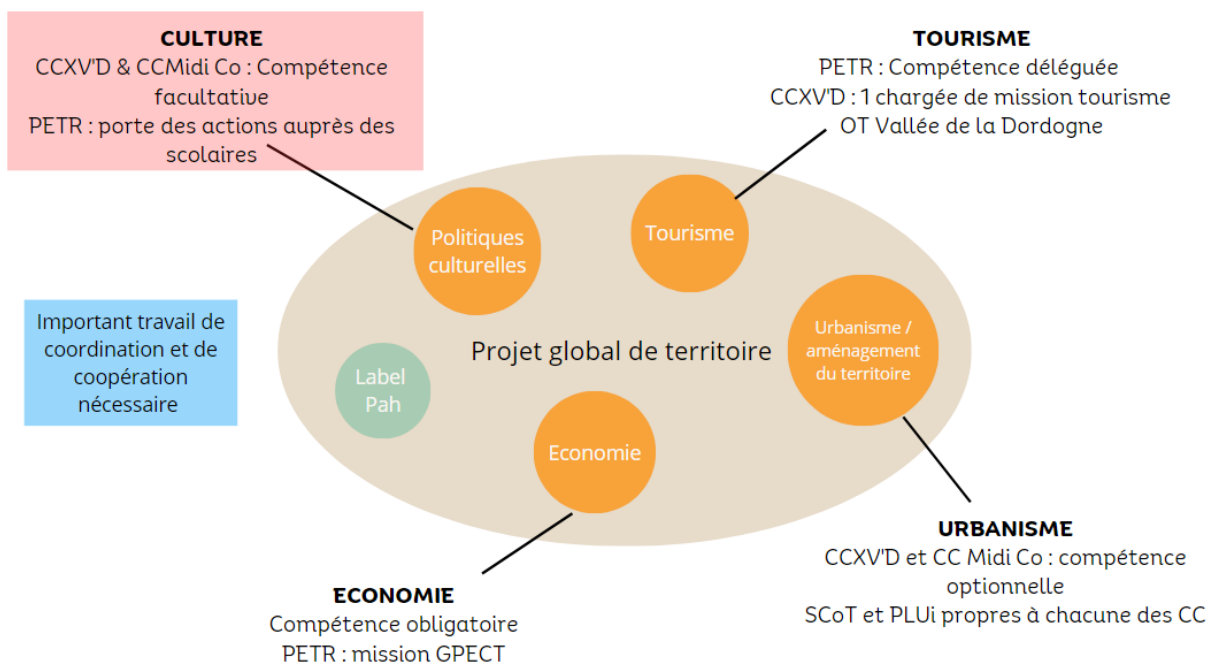 CULTURE
CCXV'D & CCMidi Co : Compétence
facultative
PETR : porte des actions auprès des
scolaires
TOURISME
PETR : Compétence déléguée
CCXV'D : 1 chargée de mission tourisme
OT Vallée de la Dordogne
Politiques
culturelles
Tourisme
Important travail de
coordination et de
coopération
nécessaire
Projet global de territoire
Urbanisme /
aménagement
du territoire
Label
Pah
Economie
ECONOMIE
Compétence obligatoire
PETR : mission GPECT
URBANISME
CCXV'D et CC Midi Co : compétence
optionnelle
SCoT et PLUi propres à chacune des CC